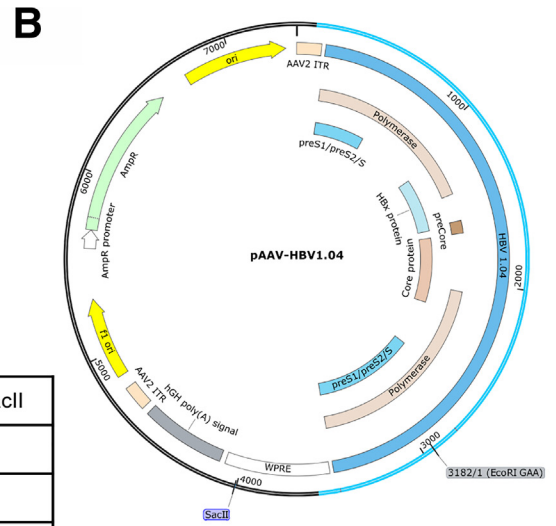 B
7000
ori
AAV2 ITR
1000
Polymerase
preS1/preS2/S
AmpR
6000
HBx protein
preCore
AmpR promoter
pAAV-HBV1.04
HBV 1.04
Core protein
2000
f1 ori
5000
AAV2 ITR
hGH poly(A) signal
preS1/preS2/S
Polymerase
cII
WPRE
3000
3182/1 (EcoRI GAA)
4000
SacII